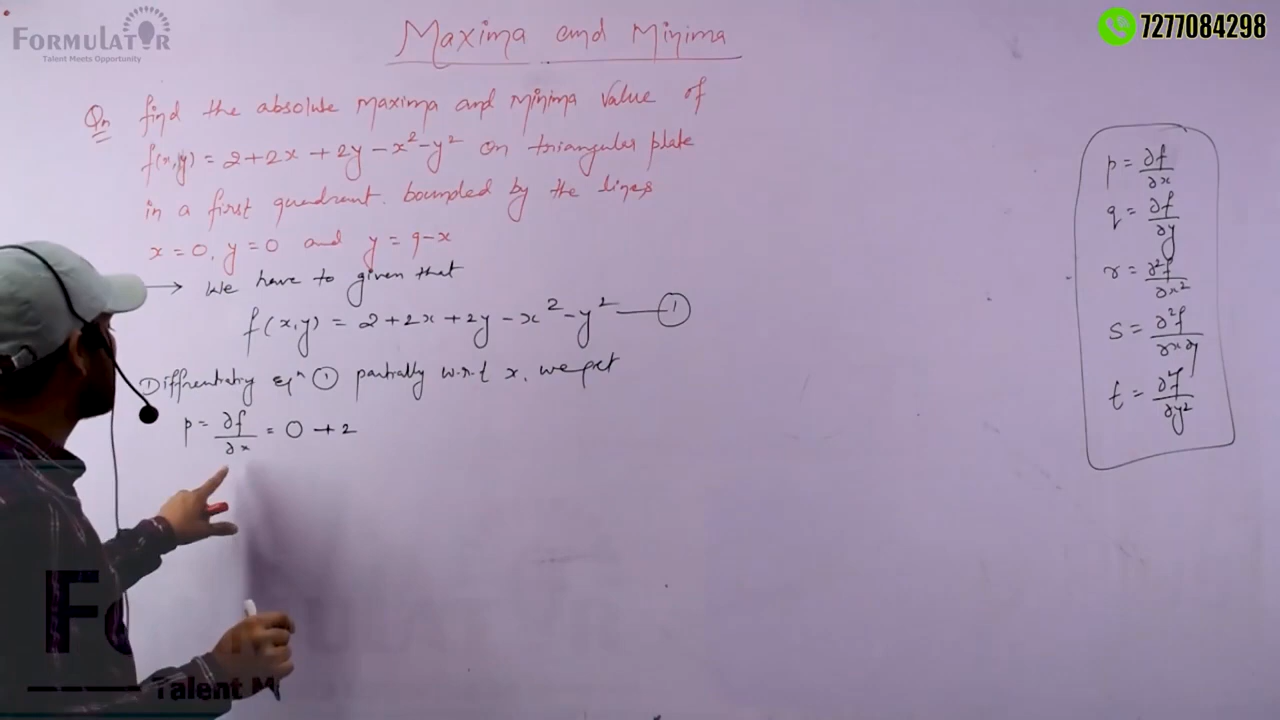 FORMULATOR
Talent Meets Opportunity
7277084298
Maxima and Minima
Qn find the absolute maxima and minima value of
f(x,y) = 2+2x+2y-x²-y² on triangular plate
in a first quadrant. bounded by the lines
x=0, y=0 and y=9-x
→ We have to given that
f(x,y) = 2+2x+2y-x²-y² — ①
Differentiatry eqⁿ ① partially w.r.t x, we get
p = ∂f/∂x = 0 + 2
p = ∂f/∂x
q = ∂f/∂y
r = ∂²f/∂x²
s = ∂²f/∂x∂y
t = ∂²f/∂y²
Talent M